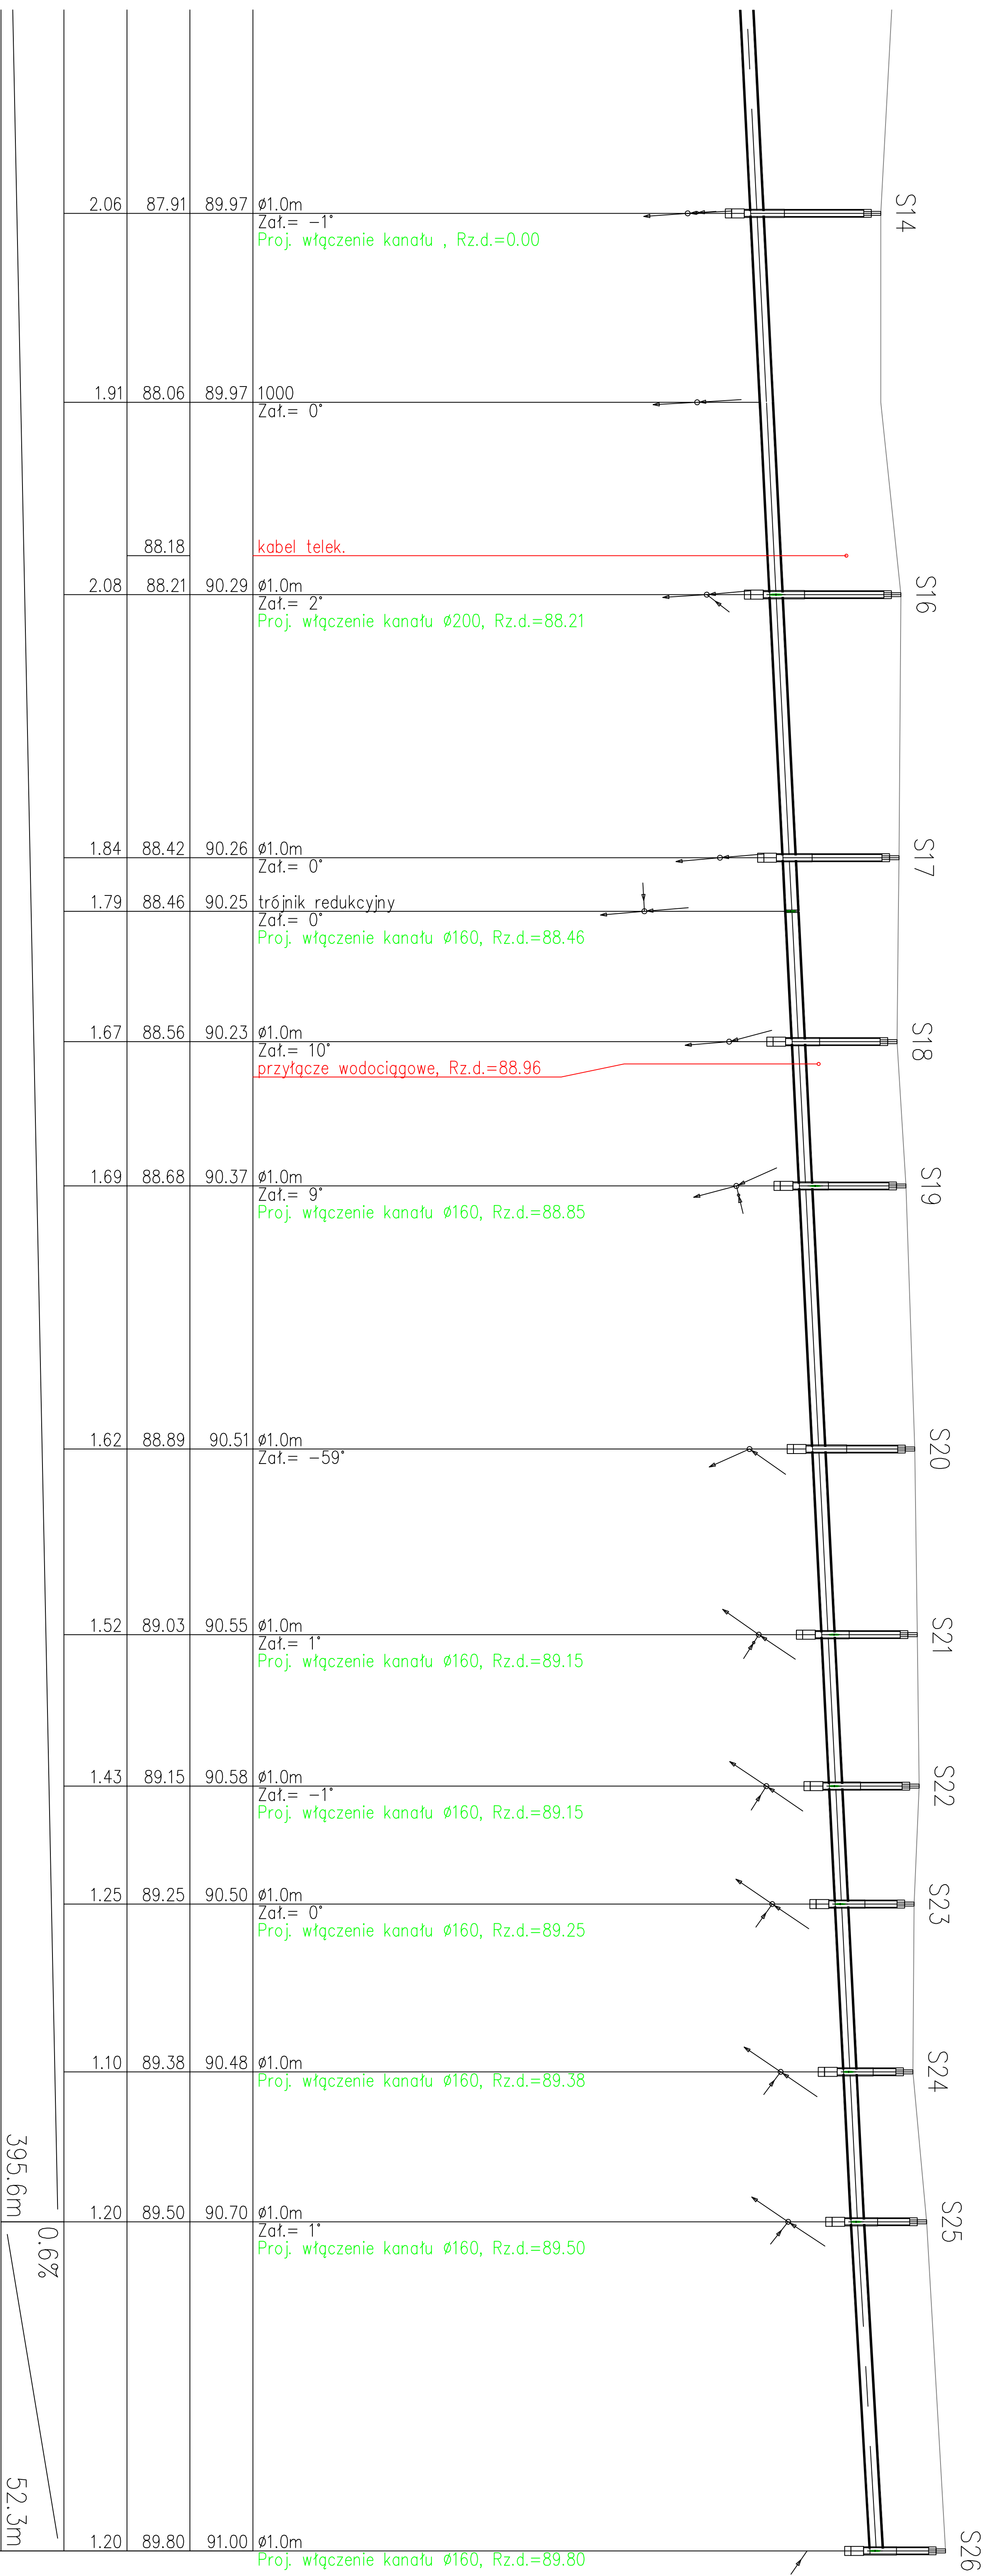 S14
2.06 87.91 89.97 ø1.0m
Zał.= -1°
Proj. włączenie kanału , Rz.d.=0.00
1.91 88.06 89.97 1000
Zał.= 0°
88.18 kabel telek.
S16
2.08 88.21 90.29 ø1.0m
Zał.= 2°
Proj. włączenie kanału ø200, Rz.d.=88.21
S17
1.84 88.42 90.26 ø1.0m
Zał.= 0°
1.79 88.46 90.25 trójnik redukcyjny
Zał.= 0°
Proj. włączenie kanału ø160, Rz.d.=88.46
S18
1.67 88.56 90.23 ø1.0m
Zał.= 10°
przyłącze wodociągowe, Rz.d.=88.96
S19
1.69 88.68 90.37 ø1.0m
Zał.= 9°
Proj. włączenie kanału ø160, Rz.d.=88.85
S20
1.62 88.89 90.51 ø1.0m
Zał.= -59°
S21
1.52 89.03 90.55 ø1.0m
Zał.= 1°
Proj. włączenie kanału ø160, Rz.d.=89.15
S22
1.43 89.15 90.58 ø1.0m
Zał.= -1°
Proj. włączenie kanału ø160, Rz.d.=89.15
S23
1.25 89.25 90.50 ø1.0m
Zał.= 0°
Proj. włączenie kanału ø160, Rz.d.=89.25
S24
1.10 89.38 90.48 ø1.0m
Proj. włączenie kanału ø160, Rz.d.=89.38
395.6m
S25
1.20 89.50 90.70 ø1.0m
Zał.= 1°
Proj. włączenie kanału ø160, Rz.d.=89.50
0.6%
52.3m
S26
1.20 89.80 91.00 ø1.0m
Proj. włączenie kanału ø160, Rz.d.=89.80